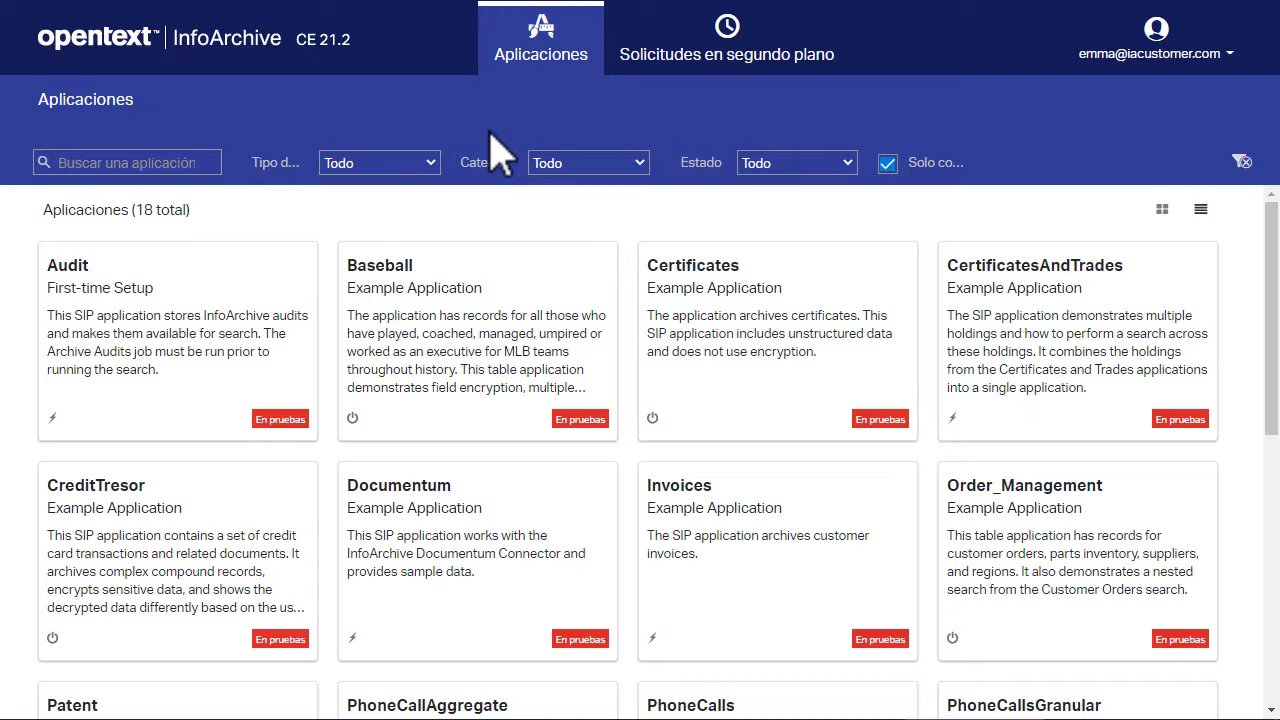 opentext™ | InfoArchive CE 21.2
Aplicaciones
Solicitudes en segundo plano
emma@iacustomer.com
Aplicaciones
Buscar una aplicación
Tipo d...
Todo
Cate
Todo
Estado
Todo
Solo co...
Aplicaciones (18 total)
Audit
First-time Setup
This SIP application stores InfoArchive audits
and makes them available for search. The
Archive Audits job must be run prior to
running the search.
En pruebas
Baseball
Example Application
The application has records for all those who
have played, coached, managed, umpired or
worked as an executive for MLB teams
throughout history. This table application
demonstrates field encryption, multiple...
En pruebas
Certificates
Example Application
The application archives certificates. This
SIP application includes unstructured data
and does not use encryption.
En pruebas
CertificatesAndTrades
Example Application
The SIP application demonstrates multiple
holdings and how to perform a search across
these holdings. It combines the holdings
from the Certificates and Trades applications
into a single application.
En pruebas
CreditTresor
Example Application
This SIP application contains a set of credit
card transactions and related documents. It
archives complex compound records,
encrypts sensitive data, and shows the
decrypted data differently based on the us...
En pruebas
Documentum
Example Application
This SIP application works with the
InfoArchive Documentum Connector and
provides sample data.
En pruebas
Invoices
Example Application
The SIP application archives customer
invoices.
En pruebas
Order_Management
Example Application
This table application has records for
customer orders, parts inventory, suppliers,
and regions. It also demonstrates a nested
search from the Customer Orders search.
En pruebas
Patent
PhoneCallAggregate
PhoneCalls
PhoneCallsGranular